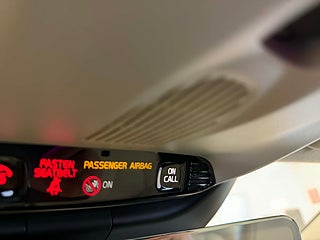 FASTEN
SEATBELT
PASSENGER AIRBAG
ON
ON
CALL